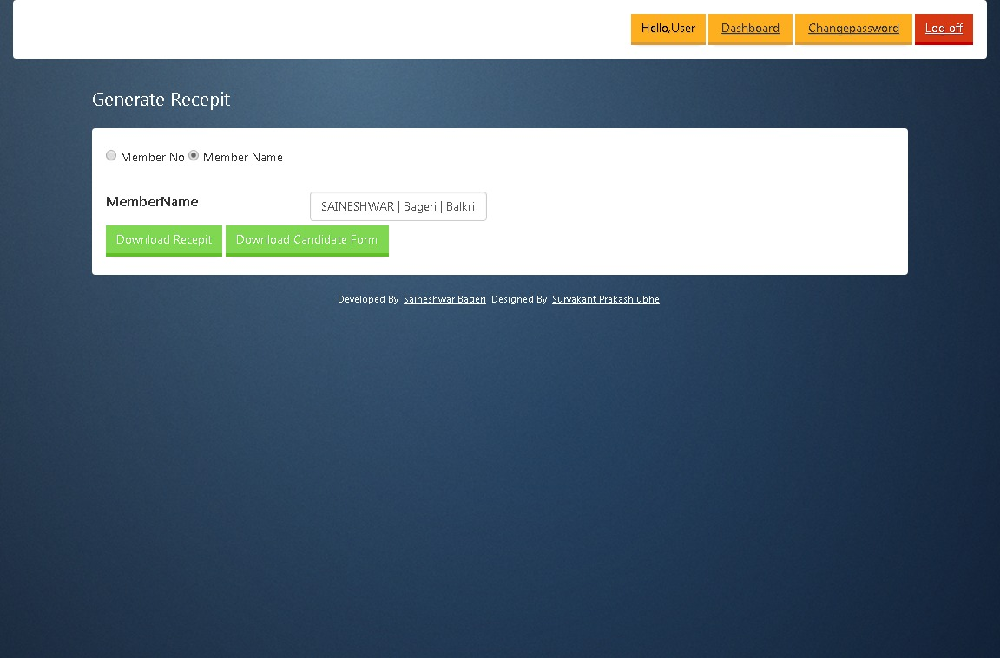 Hello,User Dashboard Changepassword Log off
Generate Recepit
Member No Member Name
MemberName SAINESHWAR | Bageri | Balkri
Download Recepit Download Candidate Form
Developed By Saineshwar Bageri Designed By Suryakant Prakash ubhe